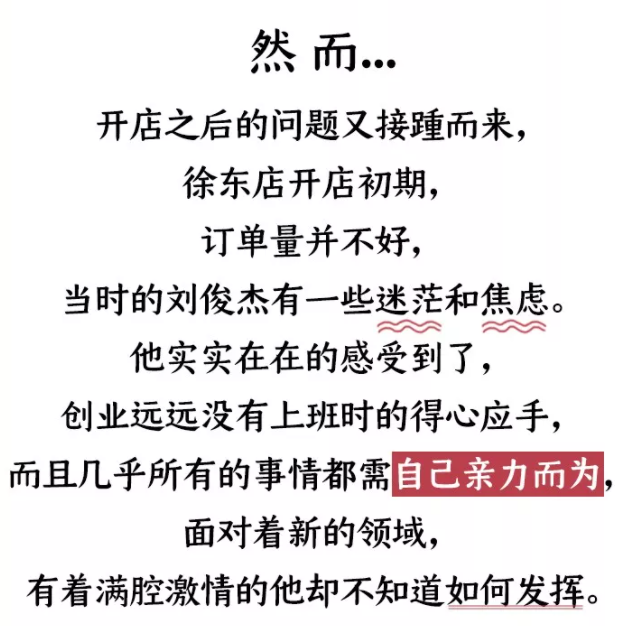 然而...
开店之后的问题又接踵而来，
徐东店开店初期，
订单量并不好，
当时的刘俊杰有一些迷茫和焦虑。
他实实在在的感受到了，
创业远远没有上班时的得心应手，
而且几乎所有的事情都需自己亲力而为，
面对着新的领域，
有着满腔激情的他却不知道如何发挥。